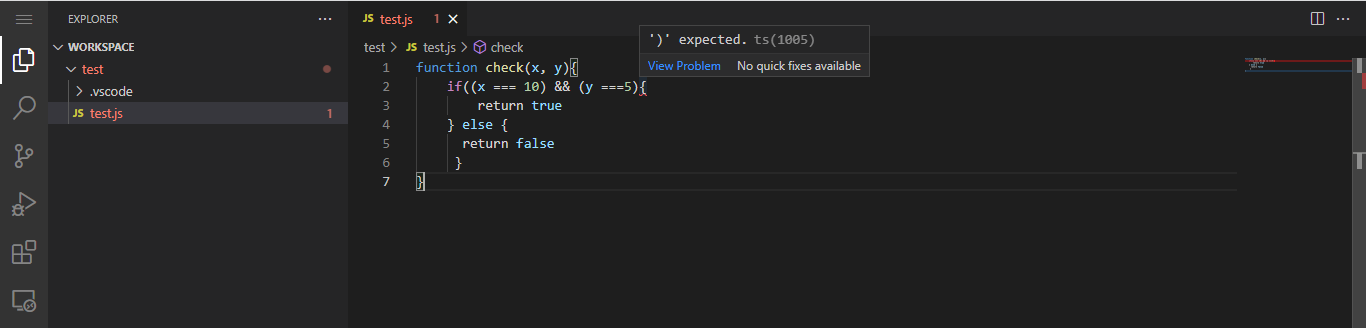 EXPLORER ···
WORKSPACE
test
.vscode
JS test.js 1
JS test.js 1
test > JS test.js > check
')' expected. ts(1005)
View Problem No quick fixes available
1 function check(x, y){
2     if((x === 10) && (y ===5){
3         return true
4     } else {
5       return false
6      }
7 }